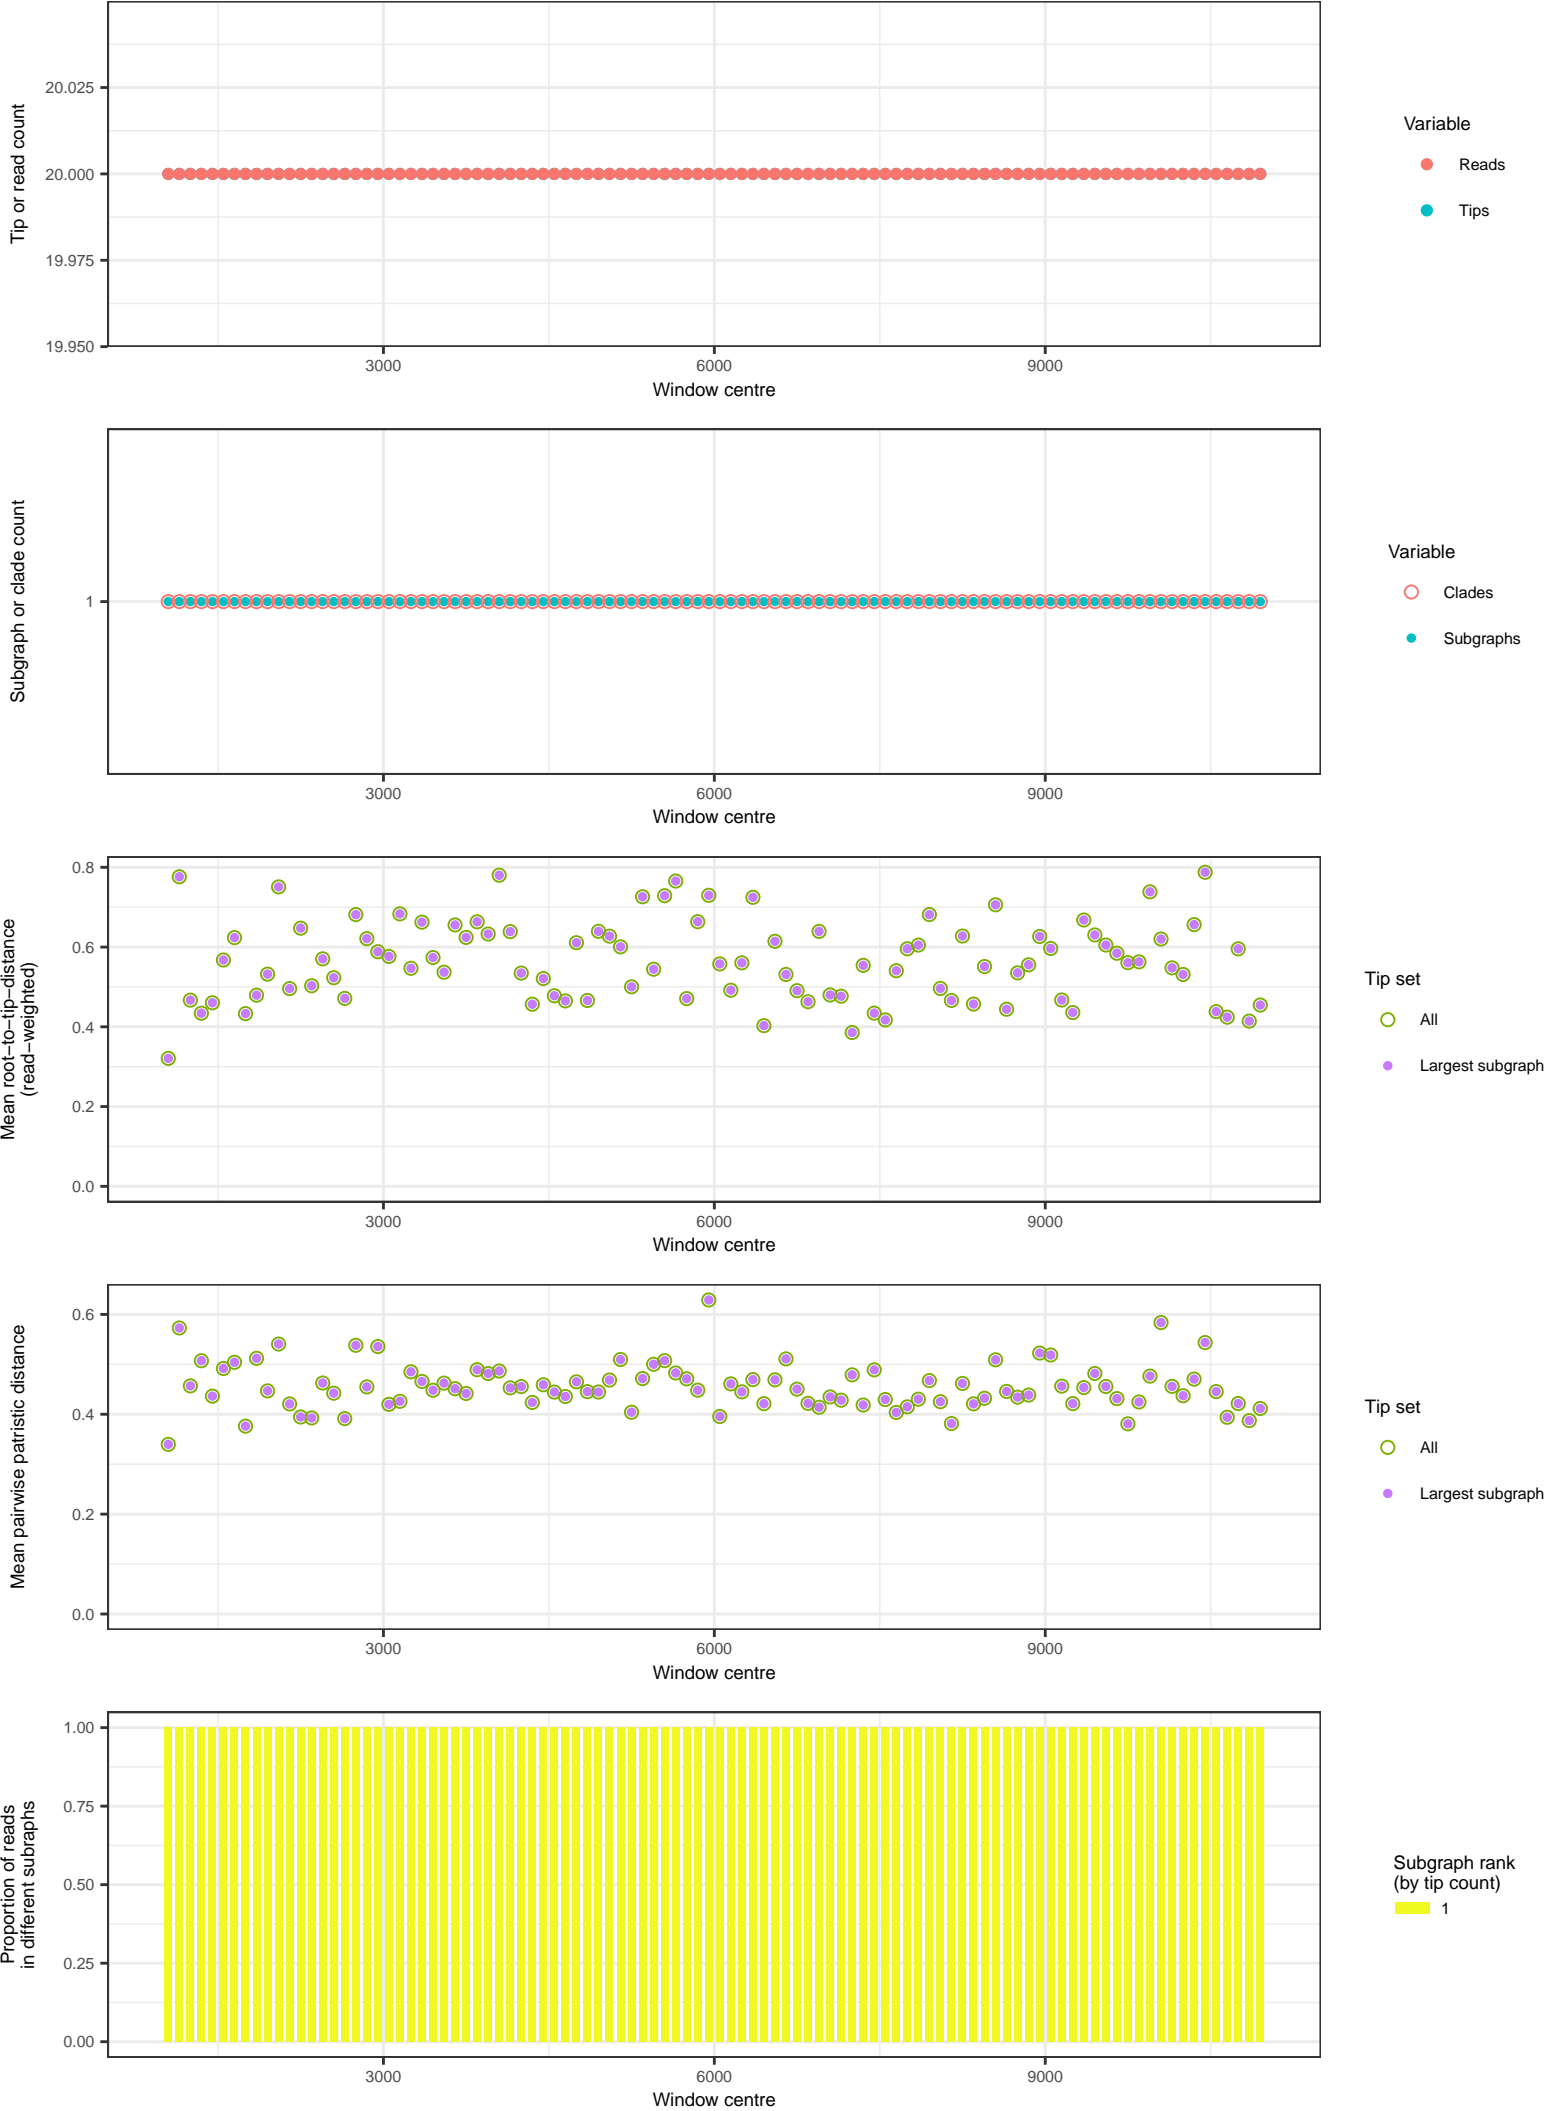 20.025
20.000
19.975
19.950
Tip or read count
3000 6000 9000
Window centre
Variable
Reads
Tips
1
Subgraph or clade count
3000 6000 9000
Window centre
Variable
Clades
Subgraphs
0.8
0.6
0.4
0.2
0.0
Mean root−to−tip−distance
(read−weighted)
3000 6000 9000
Window centre
Tip set
All
Largest subgraph
0.6
0.4
0.2
0.0
Mean pairwise patristic distance
3000 6000 9000
Window centre
Tip set
All
Largest subgraph
1.00
0.75
0.50
0.25
0.00
Proportion of reads
in different subraphs
3000 6000 9000
Window centre
Subgraph rank
(by tip count)
1